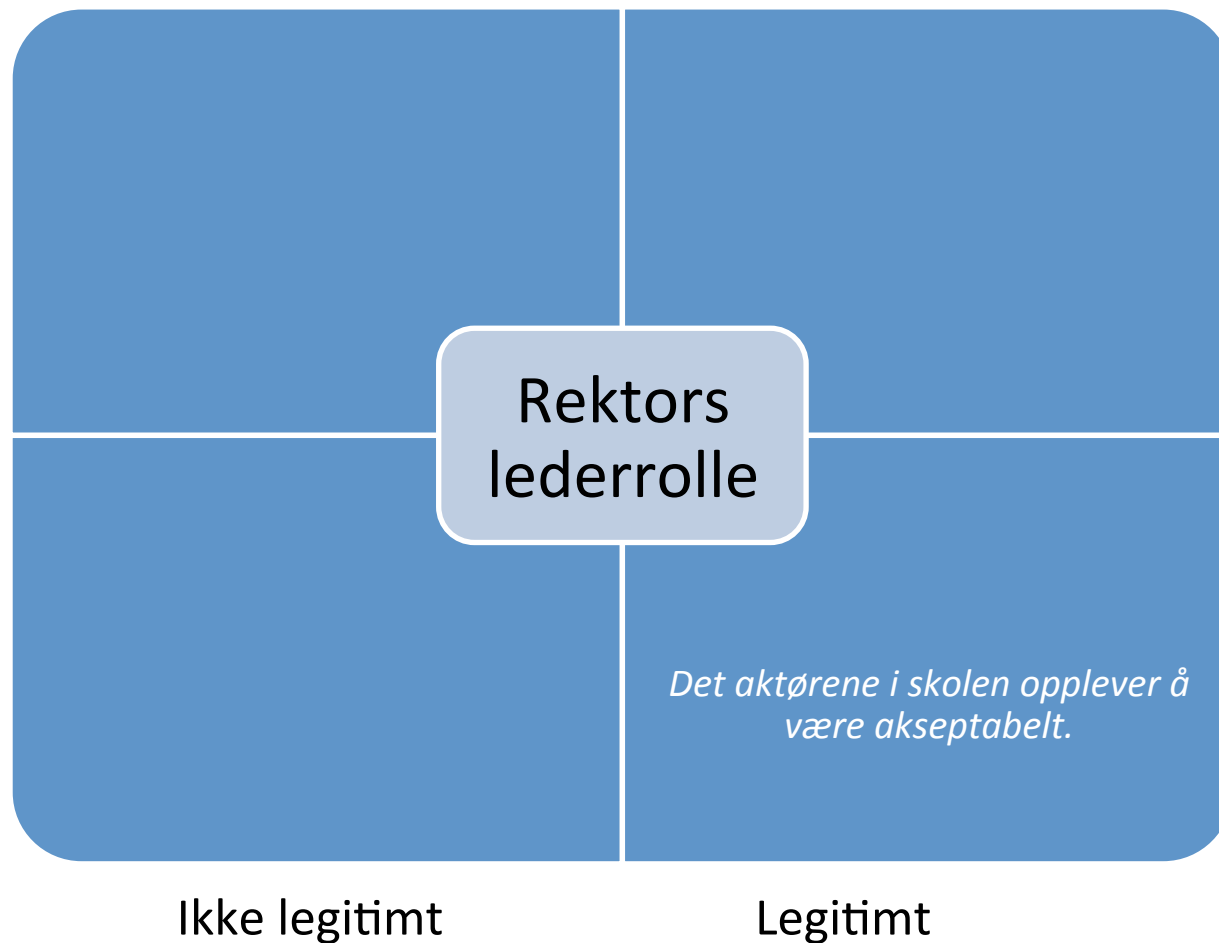 Rektors
lederrolle
Det aktørene i skolen opplever å
være akseptabelt.
Ikke legitimt
Legitimt